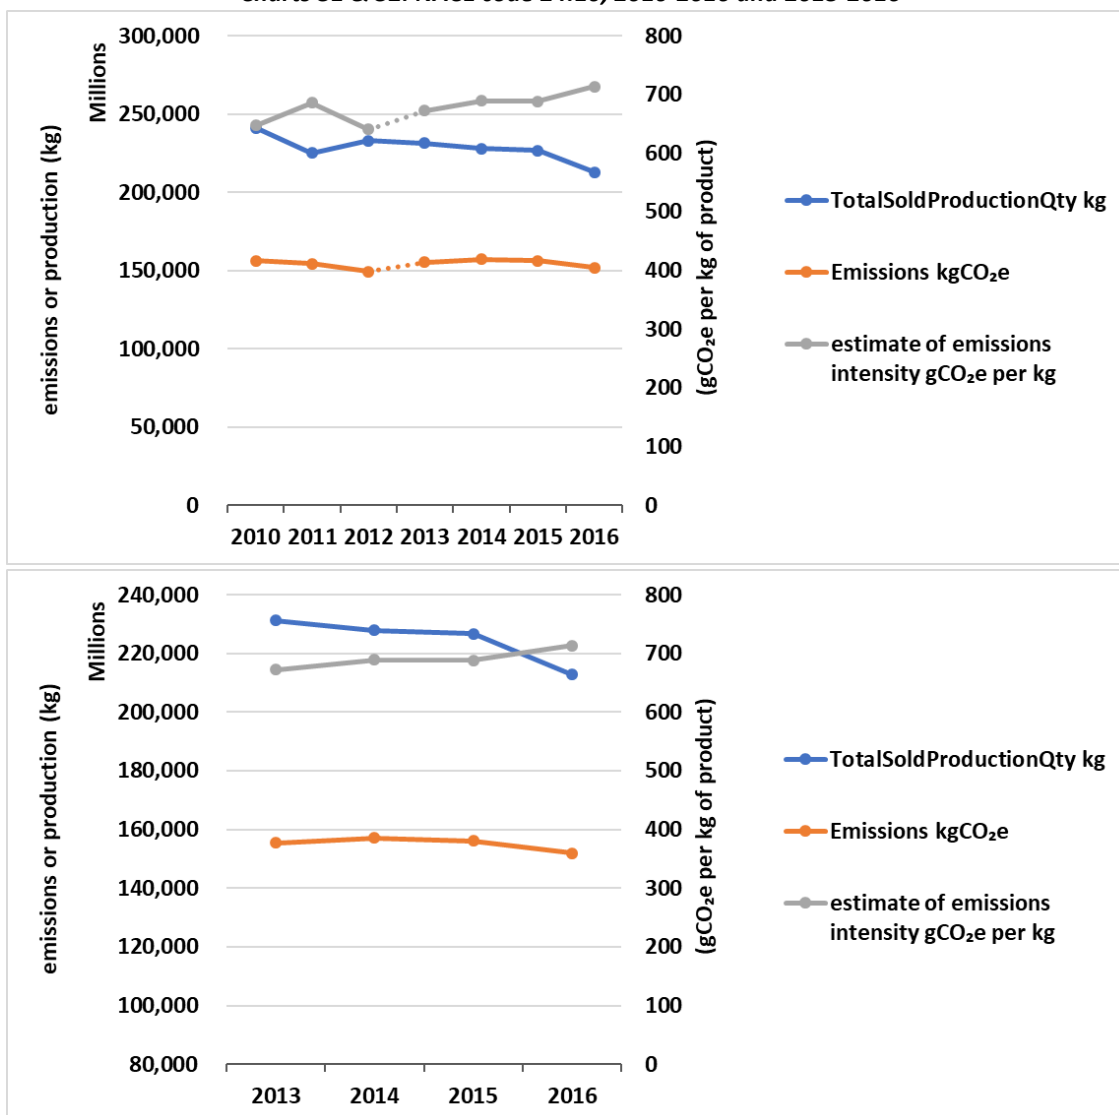 300,000
250,000
200,000
150,000
100,000
50,000
0
Millions
emissions or production (kg)
800
700
600
500
400
300
200
100
0
(gCO₂e per kg of product)
2010 2011 2012 2013 2014 2015 2016
TotalSoldProductionQty kg
Emissions kgCO₂e
estimate of emissions
intensity gCO₂e per kg
240,000
220,000
200,000
180,000
160,000
140,000
120,000
100,000
80,000
Millions
emissions or production (kg)
800
700
600
500
400
300
200
100
0
(gCO₂e per kg of product)
2013 2014 2015 2016
TotalSoldProductionQty kg
Emissions kgCO₂e
estimate of emissions
intensity gCO₂e per kg